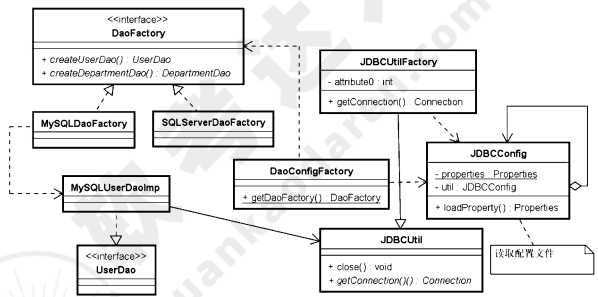 <<interface>>
DaoFactory
+ createUserDao() : UserDao
+ createDepartmentDao() : DepartmentDao
JDBCUtilFactory
- attribute0 : int
+ getConnection() : Connection
MySQLDaoFactory
SQLServerDaoFactory
JDBCConfig
- properties : Properties
- util : JDBCConfig
+ loadProperty() : Properties
DaoConfigFactory
+ getDaoFactory() : DaoFactory
MySQLUserDaoImp
JDBCUtil
+ close() : void
+ getConnection()() : Connection
读取配置文件
<<interface>>
UserDao